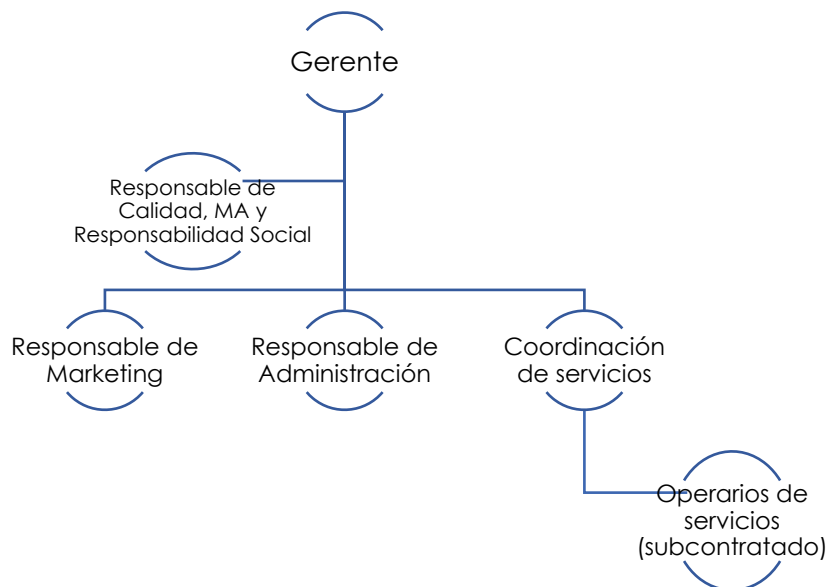 Gerente
Responsable de
Calidad, MA y
Responsabilidad Social
Responsable de
Marketing
Responsable de
Administración
Coordinación
de servicios
Operarios de
servicios
(subcontratado)